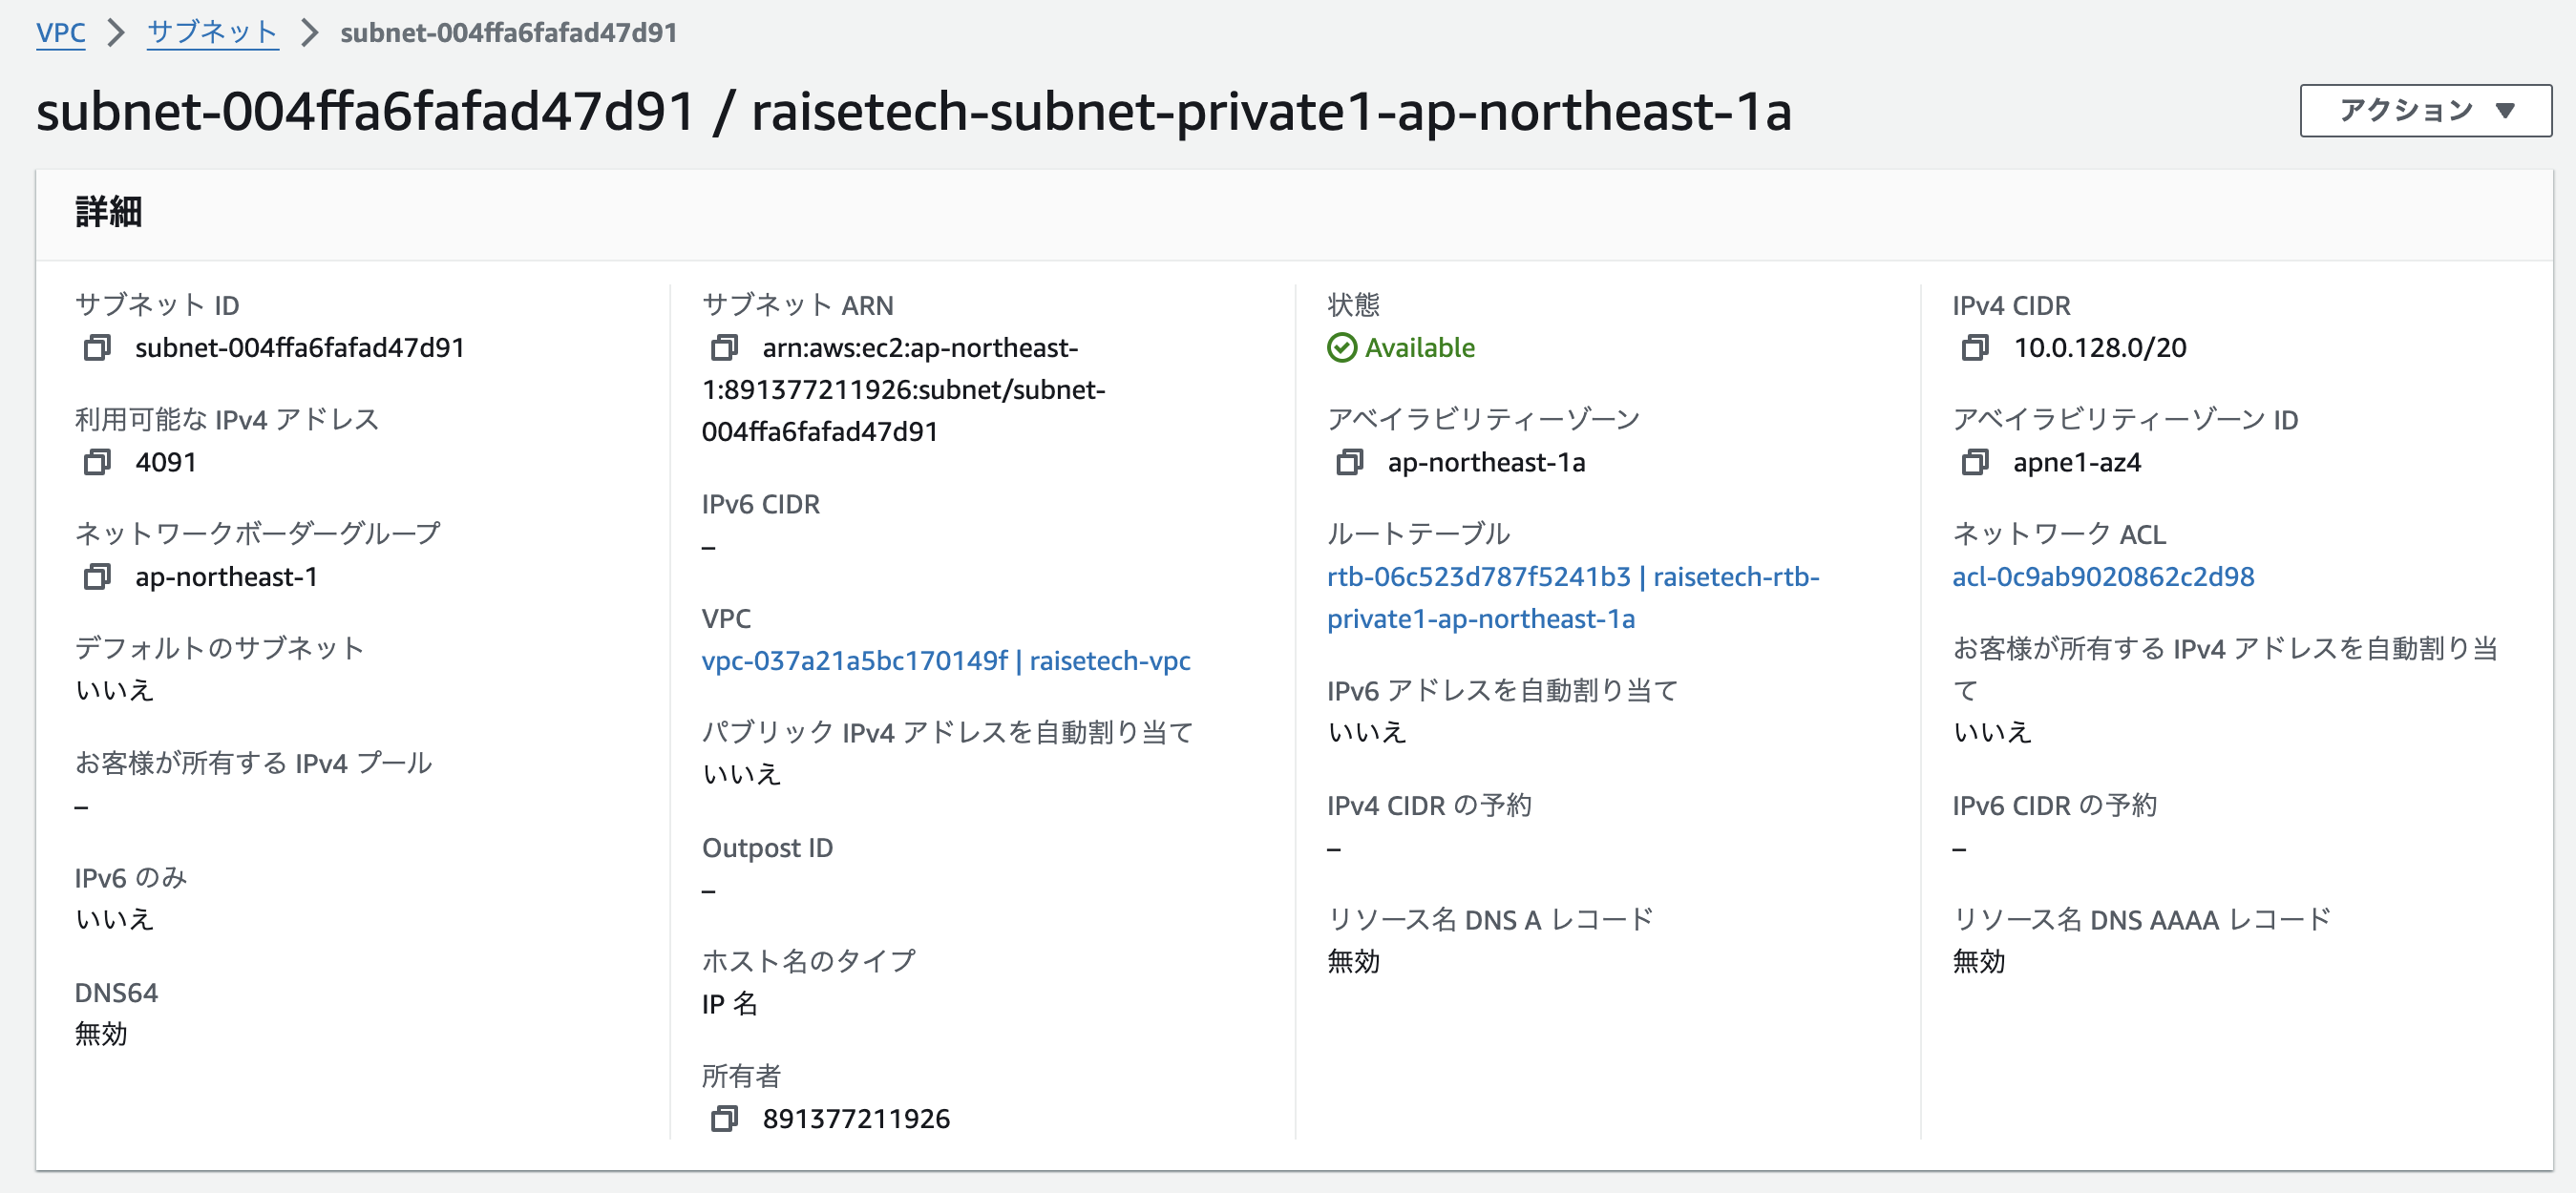 VPC > サブネット > subnet-004ffa6fafad47d91
subnet-004ffa6fafad47d91 / raisetech-subnet-private1-ap-northeast-1a
アクション ▼
詳細
サブネット ID
subnet-004ffa6fafad47d91
利用可能な IPv4 アドレス
4091
ネットワークボーダーグループ
ap-northeast-1
デフォルトのサブネット
いいえ
お客様が所有する IPv4 プール
–
IPv6 のみ
いいえ
DNS64
無効
サブネット ARN
arn:aws:ec2:ap-northeast-
1:891377211926:subnet/subnet-
004ffa6fafad47d91
IPv6 CIDR
–
VPC
vpc-037a21a5bc170149f | raisetech-vpc
パブリック IPv4 アドレスを自動割り当て
いいえ
Outpost ID
–
ホスト名のタイプ
IP 名
所有者
891377211926
状態
Available
アベイラビリティーゾーン
ap-northeast-1a
ルートテーブル
rtb-06c523d787f5241b3 | raisetech-rtb-
private1-ap-northeast-1a
IPv6 アドレスを自動割り当て
いいえ
IPv4 CIDR の予約
–
リソース名 DNS A レコード
無効
IPv4 CIDR
10.0.128.0/20
アベイラビリティーゾーン ID
apne1-az4
ネットワーク ACL
acl-0c9ab9020862c2d98
お客様が所有する IPv4 アドレスを自動割り当
て
いいえ
IPv6 CIDR の予約
–
リソース名 DNS AAAA レコード
無効